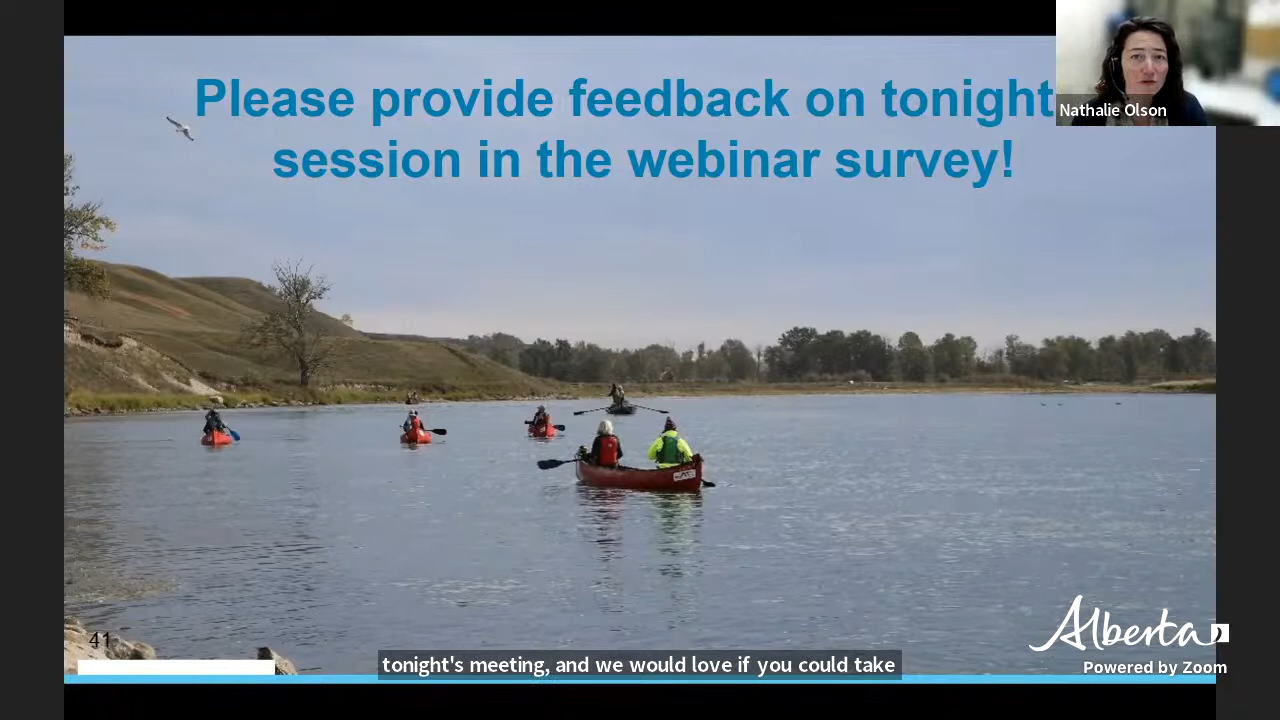 Please provide feedback on tonight
session in the webinar survey!
Nathalie Olson
41
tonight's meeting, and we would love if you could take
Alberta
Powered by Zoom